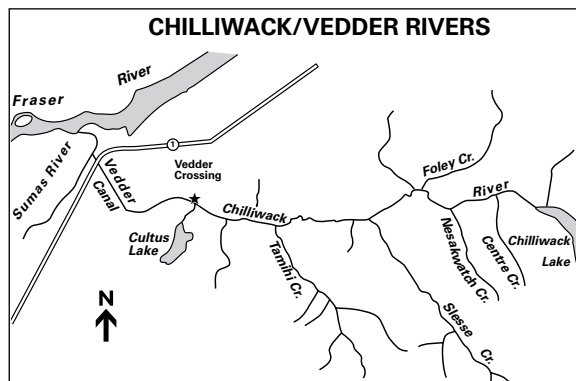 CHILLIWACK/VEDDER RIVERS
River
Fraser
1
Sumas River
Vedder
Canal
Vedder
Crossing
Foley Cr.
River
Chilliwack
Cultus
Lake
Tamihi Cr.
Nesakwatch Cr.
Centre Cr.
Chilliwack
Lake
Slesse
Cr.
N